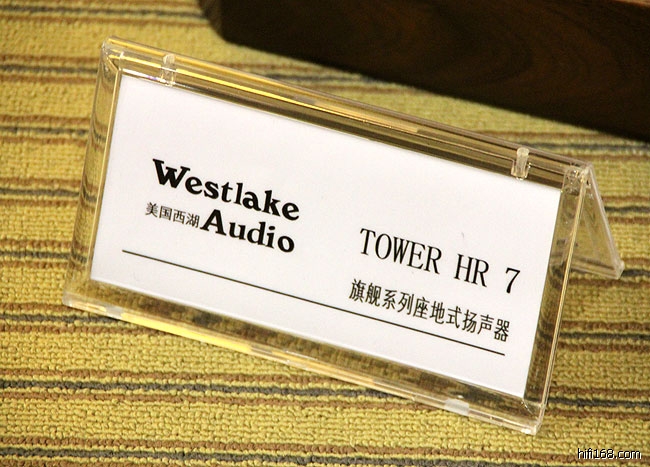 Westlake
美国西湖 Audio
TOWER HR 7
旗舰系列座地式扬声器
hifi168.com